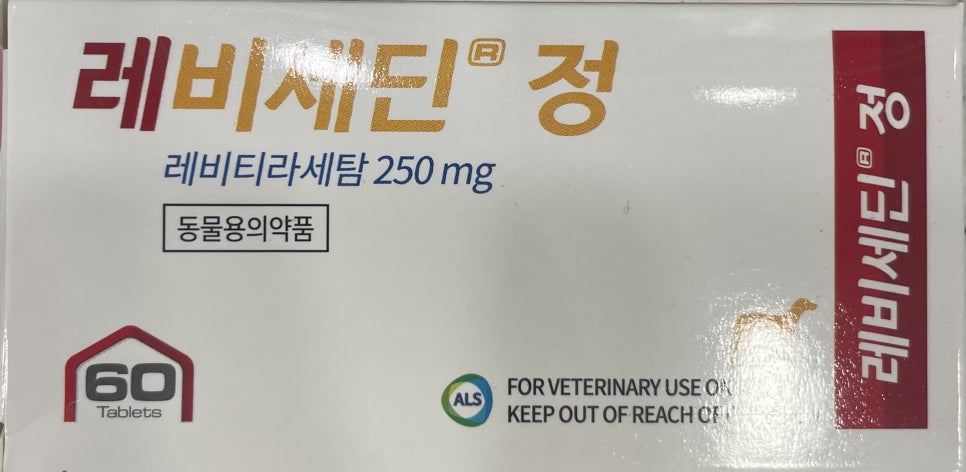 레비세딘® 정
레비티라세탐 250 mg
동물용의약품
60
Tablets
ALS
FOR VETERINARY USE
KEEP OUT OF REACH OF
레비세딘® 정